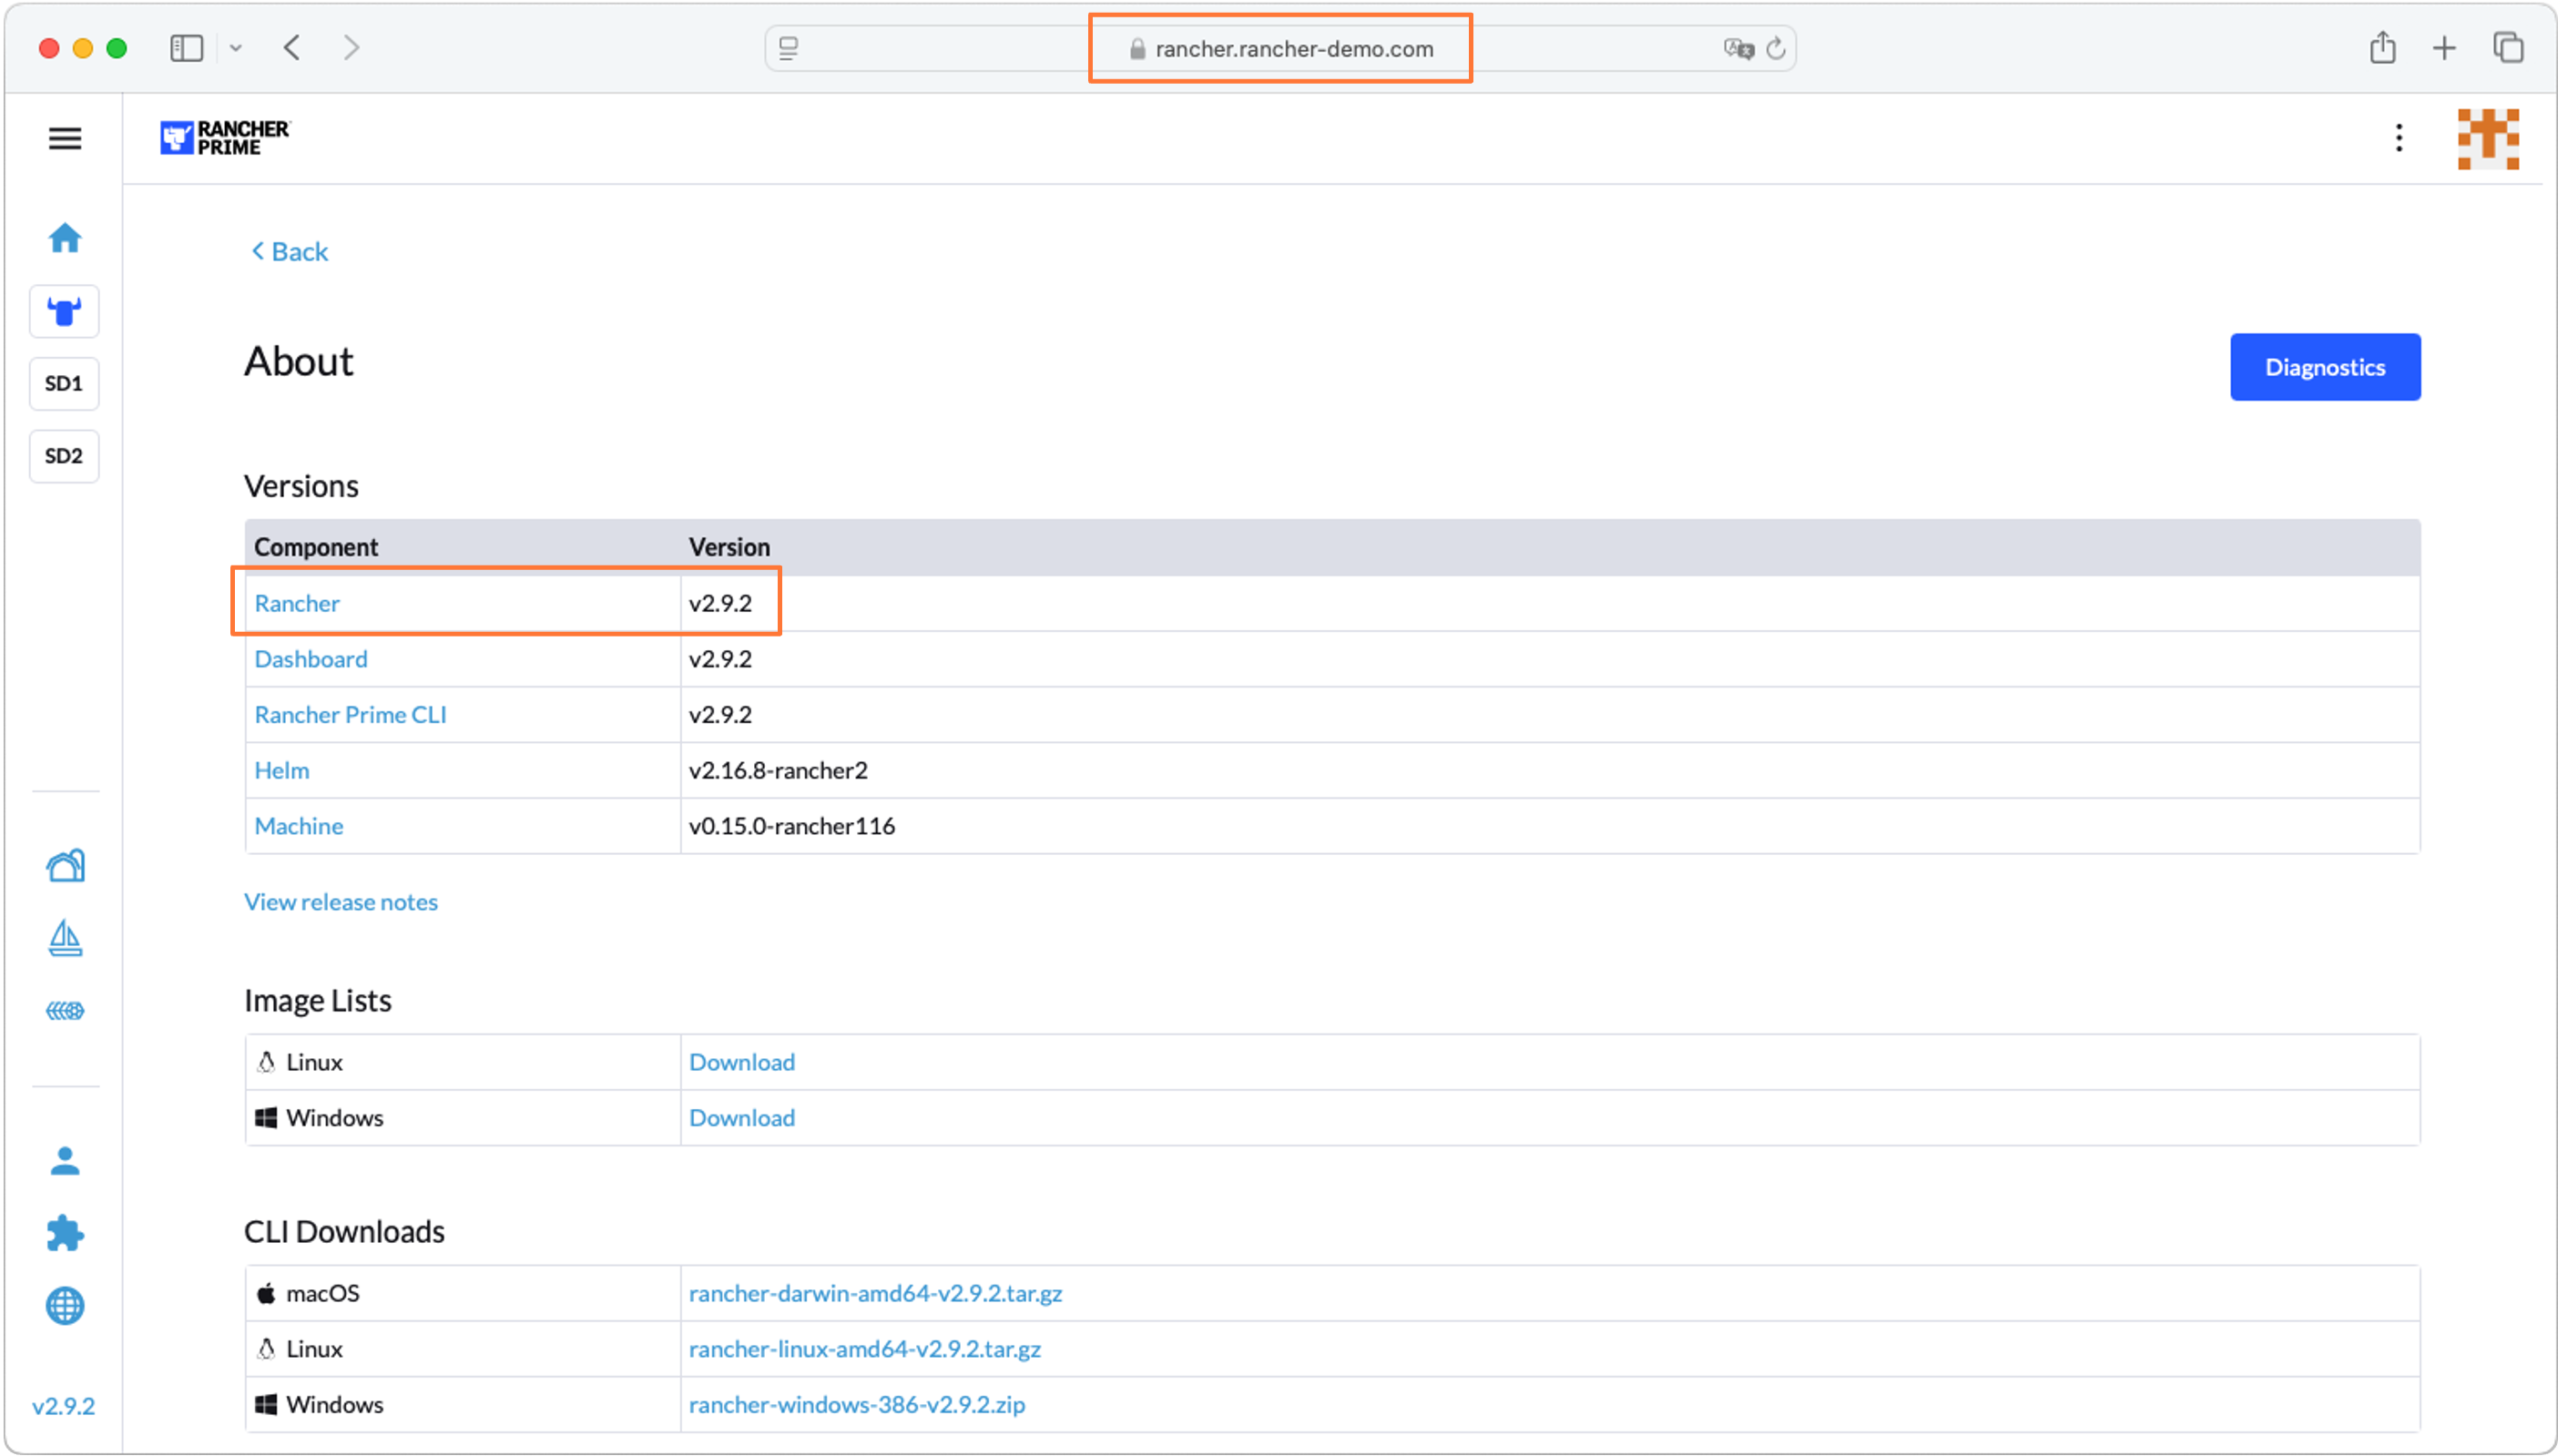 rancher.rancher-demo.com
RANCHER
PRIME
Back
About
Diagnostics
SD1
SD2
Versions
Component Version
Rancher v2.9.2
Dashboard v2.9.2
Rancher Prime CLI v2.9.2
Helm v2.16.8-rancher2
Machine v0.15.0-rancher116
View release notes
Image Lists
Linux Download
Windows Download
CLI Downloads
macOS rancher-darwin-amd64-v2.9.2.tar.gz
Linux rancher-linux-amd64-v2.9.2.tar.gz
Windows rancher-windows-386-v2.9.2.zip
v2.9.2